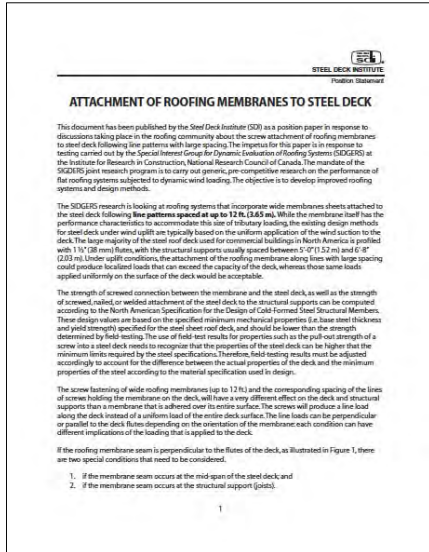 sdi
STEEL DECK INSTITUTE
Position Statement
ATTACHMENT OF ROOFING MEMBRANES TO STEEL DECK
This document has been published by the Steel Deck Institute (SDI) as a position paper in response to
discussions taking place in the roofing community about the screw attachment of roofing membranes
to steel deck following line patterns with large spacing. The impetus for this paper is in response to
testing carried out by the Special Interest Group for Dynamic Evaluation of Roofing Systems (SIDGERS) at
the Institute for Research in Construction, National Research Council of Canada. The mandate of the
SIGDERS joint research program is to carry out generic, pre-competitive research on the performance of
flat roofing systems subjected to dynamic wind loading. The objective is to develop improved roofing
systems and design methods.
The SIDGERS research is looking at roofing systems that incorporate wide membranes sheets attached to
the steel deck following line patterns spaced at up to 12 ft. (3.65 m). While the membrane itself has the
performance characteristics to accommodate this size of tributary loading, the existing design methods
for steel deck under wind uplift are typically based on the uniform application of the wind suction to the
deck. The large majority of the steel roof deck used for commercial buildings in North America is profiled
with 1 ½" (38 mm) flutes, with the structural supports usually spaced between 5'-0" (1.52 m) and 6'-8"
(2.03 m). Under uplift conditions, the attachment of the roofing membrane along lines with large spacing
could produce localized loads that can exceed the capacity of the deck, whereas those same loads
applied uniformly on the surface of the deck would be acceptable.
The strength of screwed connection between the membrane and the steel deck, as well as the strength
of screwed, nailed, or welded attachment of the steel deck to the structural supports can be computed
according to the North American Specification for the Design of Cold-Formed Steel Structural Members.
These design values are based on the specified minimum mechanical properties (i.e. base steel thickness
and yield strength) specified for the steel sheet roof deck, and should be lower than the strength
determined by field-testing. The use of field-test results for properties such as the pull-out strength of a
screw into a steel deck needs to recognize that the properties of the steel deck can be higher that the
minimum limits required by the steel specifications. Therefore, field-testing results must be adjusted
accordingly to account for the difference between the actual properties of the deck and the minimum
properties of the steel according to the material specification used in design.
The screw fastening of wide roofing membranes (up to 12 ft) and the corresponding spacing of the lines
of screws holding the membrane on the deck, will have a very different effect on the deck and structural
supports than a membrane that is adhered over its entire surface. The screws will produce a line load
along the deck instead of a uniform load of the entire deck surface. The line loads can be perpendicular
or parallel to the deck flutes depending on the orientation of the membrane: each condition can have
different implications of the loading that is applied to the deck.
If the roofing membrane seam is perpendicular to the flutes of the deck, as illustrated in Figure 1, there
are two special conditions that need to be considered.
1. if the membrane seam occurs at the mid-span of the steel deck; and
2. if the membrane seam occurs at the structural support (joists).
1